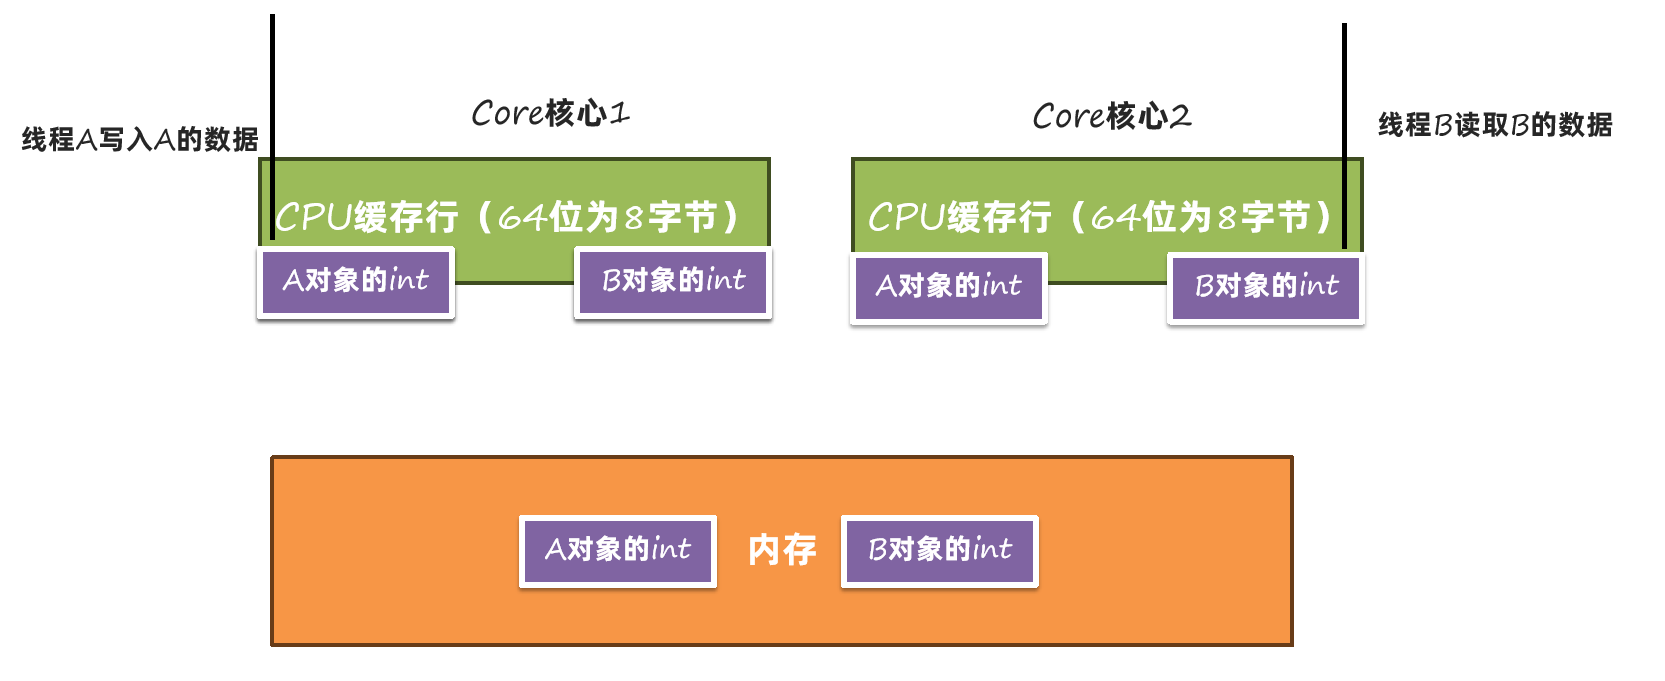 Core核心1
Core核心2
线程A写入A的数据
线程B读取B的数据
CPU缓存行（64位为8字节）
CPU缓存行（64位为8字节）
A对象的int
B对象的int
A对象的int
B对象的int
A对象的int
内存
B对象的int